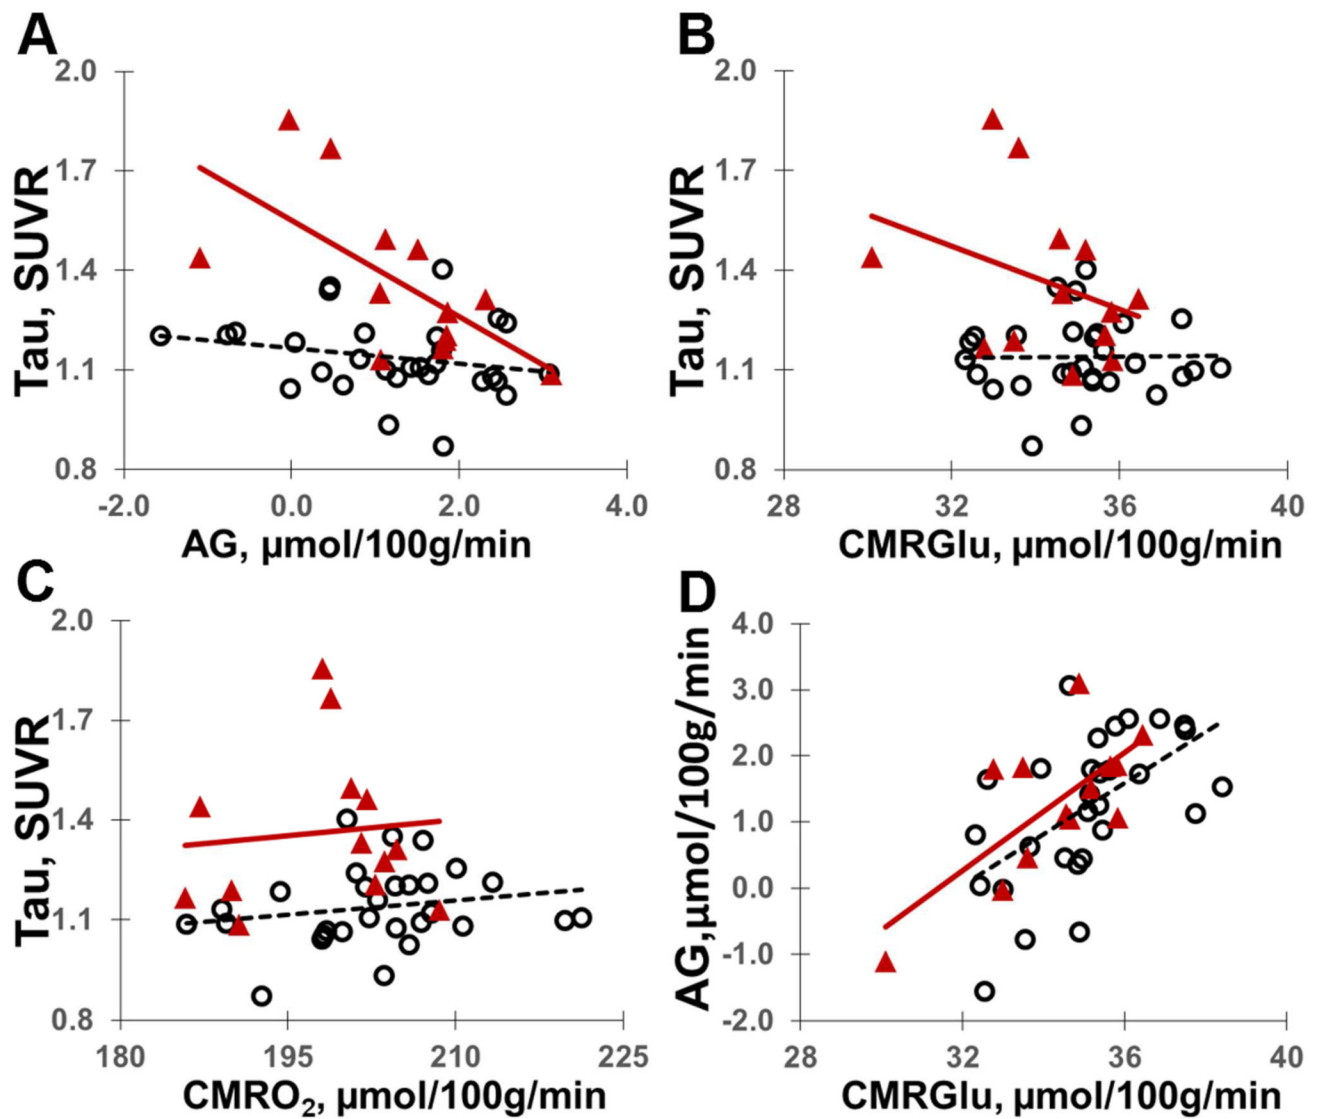 A
Tau, SUVR
2.0
1.7
1.4
1.1
0.8
-2.0 0.0 2.0 4.0
AG, µmol/100g/min
B
Tau, SUVR
2.0
1.7
1.4
1.1
0.8
28 32 36 40
CMRGlu, µmol/100g/min
C
Tau, SUVR
2.0
1.7
1.4
1.1
0.8
180 195 210 225
CMRO₂, µmol/100g/min
D
AG,µmol/100g/min
4.0
3.0
2.0
1.0
0.0
-1.0
-2.0
28 32 36 40
CMRGlu, µmol/100g/min